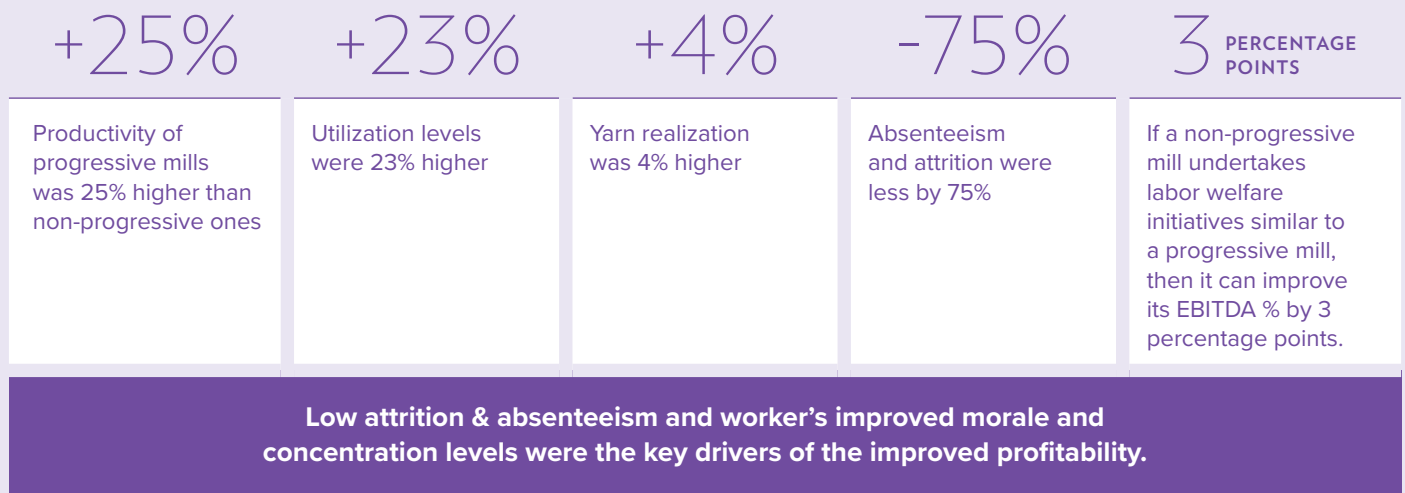 +25%
Productivity of
progressive mills
was 25% higher than
non-progressive ones
+23%
Utilization levels
were 23% higher
+4%
Yarn realization
was 4% higher
-75%
Absenteeism
and attrition were
less by 75%
3 PERCENTAGE
POINTS
If a non-progressive
mill undertakes
labor welfare
initiatives similar to
a progressive mill,
then it can improve
its EBITDA % by 3
percentage points.
Low attrition & absenteeism and worker’s improved morale and
concentration levels were the key drivers of the improved profitability.